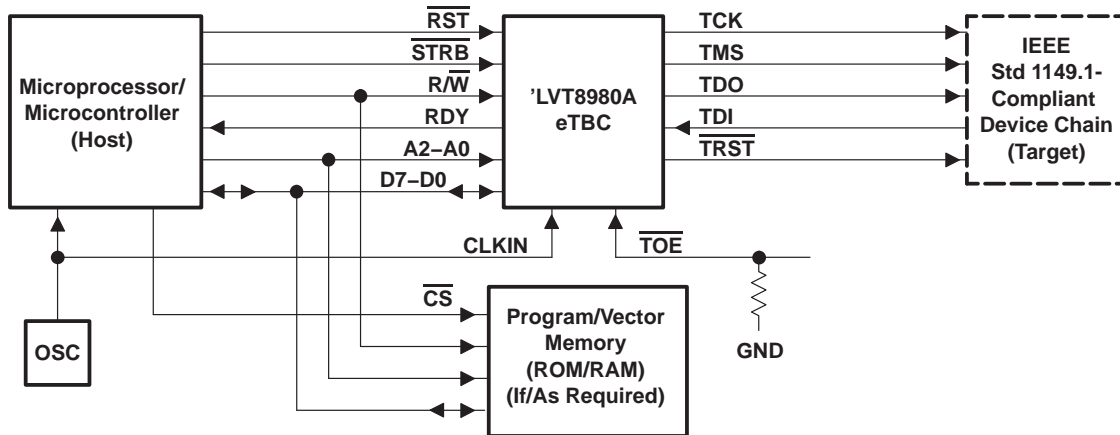 RST
STRB
R/W
RDY
A2–A0
D7–D0
Microprocessor/
Microcontroller
(Host)
'LVT8980A
eTBC
TCK
TMS
TDO
TDI
TRST
IEEE
Std 1149.1-
Compliant
Device Chain
(Target)
CLKIN
TOE
CS
OSC
Program/Vector
Memory
(ROM/RAM)
(If/As Required)
GND